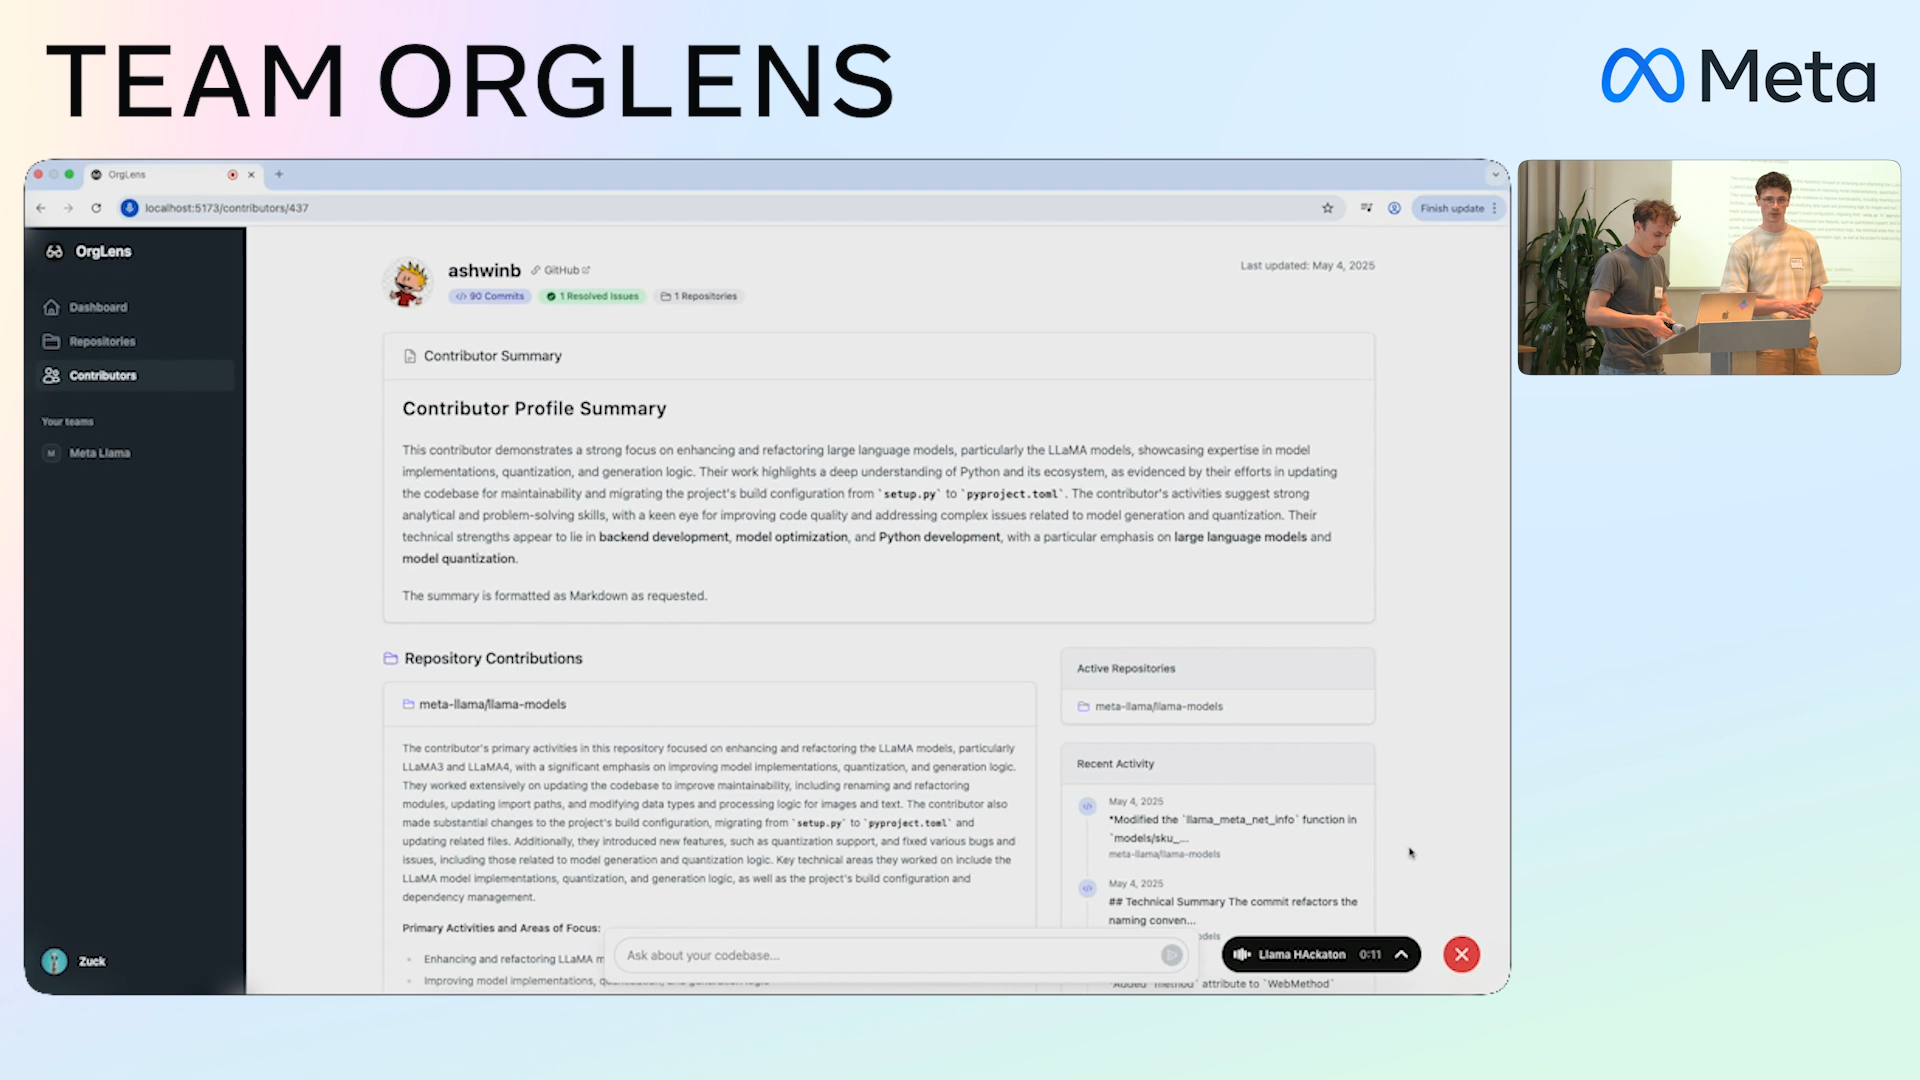 TEAM ORGLENS
Meta
OrgLens
localhost:5173/contributors/437
Finish update
OrgLens
Dashboard
Repositories
Contributors
Your teams
M Meta Llama
Zuck
ashwinb GitHub
Last updated: May 4, 2025
90 Commits 1 Resolved Issues 1 Repositories
Contributor Summary
Contributor Profile Summary
This contributor demonstrates a strong focus on enhancing and refactoring large language models, particularly the LLaMA models, showcasing expertise in model
implementations, quantization, and generation logic. Their work highlights a deep understanding of Python and its ecosystem, as evidenced by their efforts in updating
the codebase for maintainability and migrating the project's build configuration from `setup.py` to `pyproject.toml`. The contributor's activities suggest strong
analytical and problem-solving skills, with a keen eye for improving code quality and addressing complex issues related to model generation and quantization. Their
technical strengths appear to lie in backend development, model optimization, and Python development, with a particular emphasis on large language models and
model quantization.
The summary is formatted as Markdown as requested.
Repository Contributions
meta-llama/llama-models
The contributor's primary activities in this repository focused on enhancing and refactoring the LLaMA models, particularly
LLaMA3 and LLaMA4, with a significant emphasis on improving model implementations, quantization, and generation logic.
They worked extensively on updating the codebase to improve maintainability, including renaming and refactoring
modules, updating import paths, and modifying data types and processing logic for images and text. The contributor also
made substantial changes to the project's build configuration, migrating from `setup.py` to `pyproject.toml` and
updating related files. Additionally, they introduced new features, such as quantization support, and fixed various bugs and
issues, including those related to model generation and quantization logic. Key technical areas they worked on include the
LLaMA model implementations, quantization, and generation logic, as well as the project's build configuration and
dependency management.
Primary Activities and Areas of Focus:
Enhancing and refactoring LLaMA m
Improving model implementations,
Active Repositories
meta-llama/llama-models
Recent Activity
May 4, 2025
*Modified the `llama_meta_net_info` function in
`models/sku_...
meta-llama/llama-models
May 4, 2025
## Technical Summary The commit refactors the
naming conven...
odels
`Added `method` attribute to `WebMethod`
Ask about your codebase...
Llama HAckaton 0:11